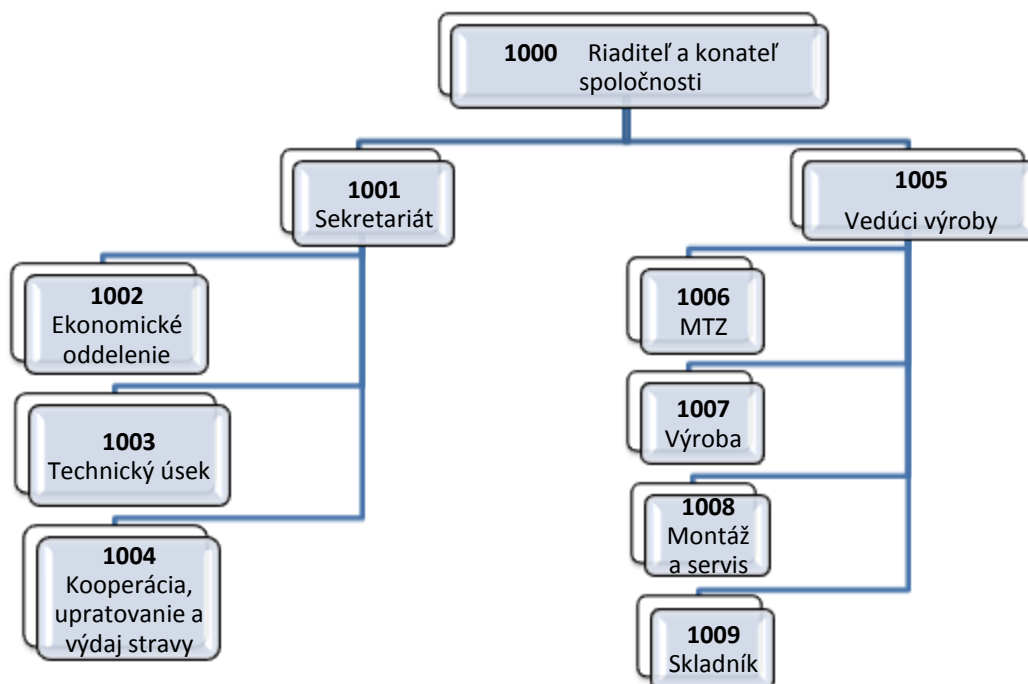 1000 Riaditeľ a konateľ
spoločnosti
1001
Sekretariát
1005
Vedúci výroby
1002
Ekonomické
oddelenie
1003
Technický úsek
1004
Kooperácia,
upratovanie a
výdaj stravy
1006
MTZ
1007
Výroba
1008
Montáž
a servis
1009
Skladník